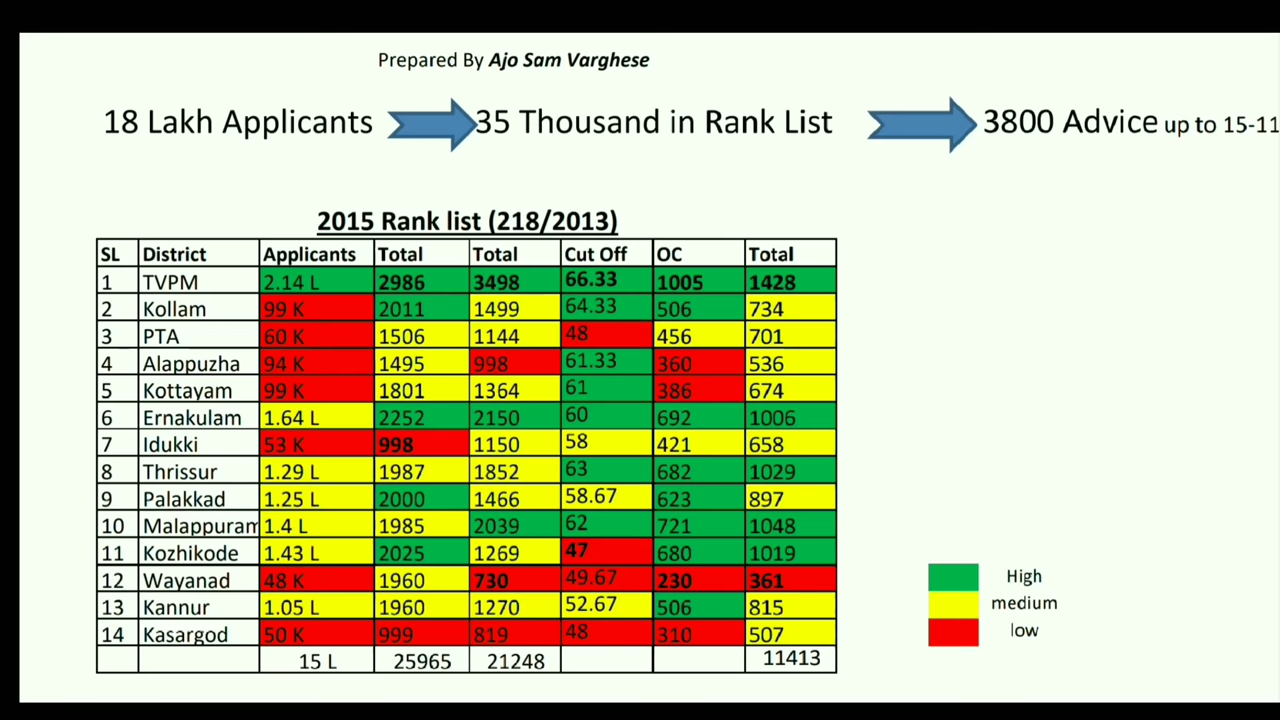 Prepared By Ajo Sam Varghese
18 Lakh Applicants 35 Thousand in Rank List 3800 Advice up to 15-11
2015 Rank list (218/2013)
SL District Applicants Total Total Cut Off OC Total
1 TVPM 2.14 L 2986 3498 66.33 1005 1428
2 Kollam 99 K 2011 1499 64.33 506 734
3 PTA 60 K 1506 1144 48 456 701
4 Alappuzha 94 K 1495 998 61.33 360 536
5 Kottayam 99 K 1801 1364 61 386 674
6 Ernakulam 1.64 L 2252 2150 60 692 1006
7 Idukki 53 K 998 1150 58 421 658
8 Thrissur 1.29 L 1987 1852 63 682 1029
9 Palakkad 1.25 L 2000 1466 58.67 623 897
10 Malappuram 1.4 L 1985 2039 62 721 1048
11 Kozhikode 1.43 L 2025 1269 47 680 1019
12 Wayanad 48 K 1960 730 49.67 230 361
13 Kannur 1.05 L 1960 1270 52.67 506 815
14 Kasargod 50 K 999 819 48 310 507
15 L 25965 21248 11413
High
medium
low